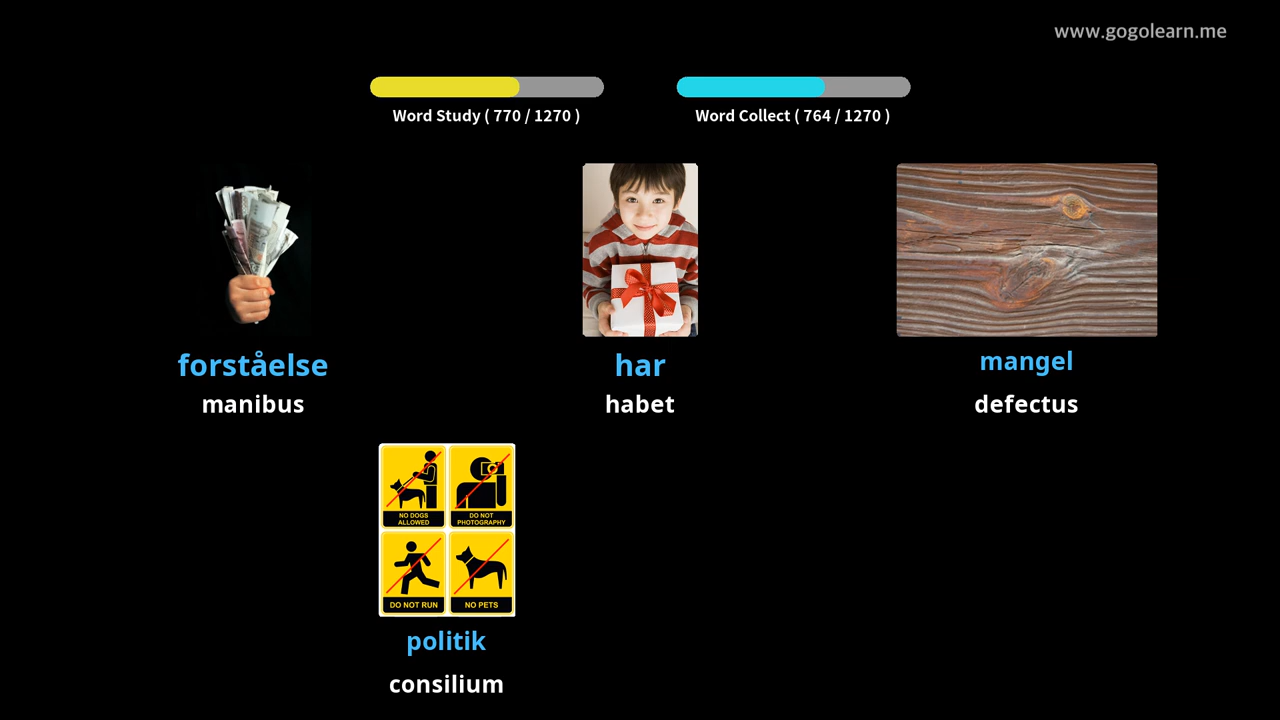 www.gogolearn.me
Word Study ( 770 / 1270 )
Word Collect ( 764 / 1270 )
forståelse
har
mangel
manibus
habet
defectus
NO DOGS
ALLOWED
DO NOT
PHOTOGRAPHY
DO NOT RUN
NO PETS
politik
consilium